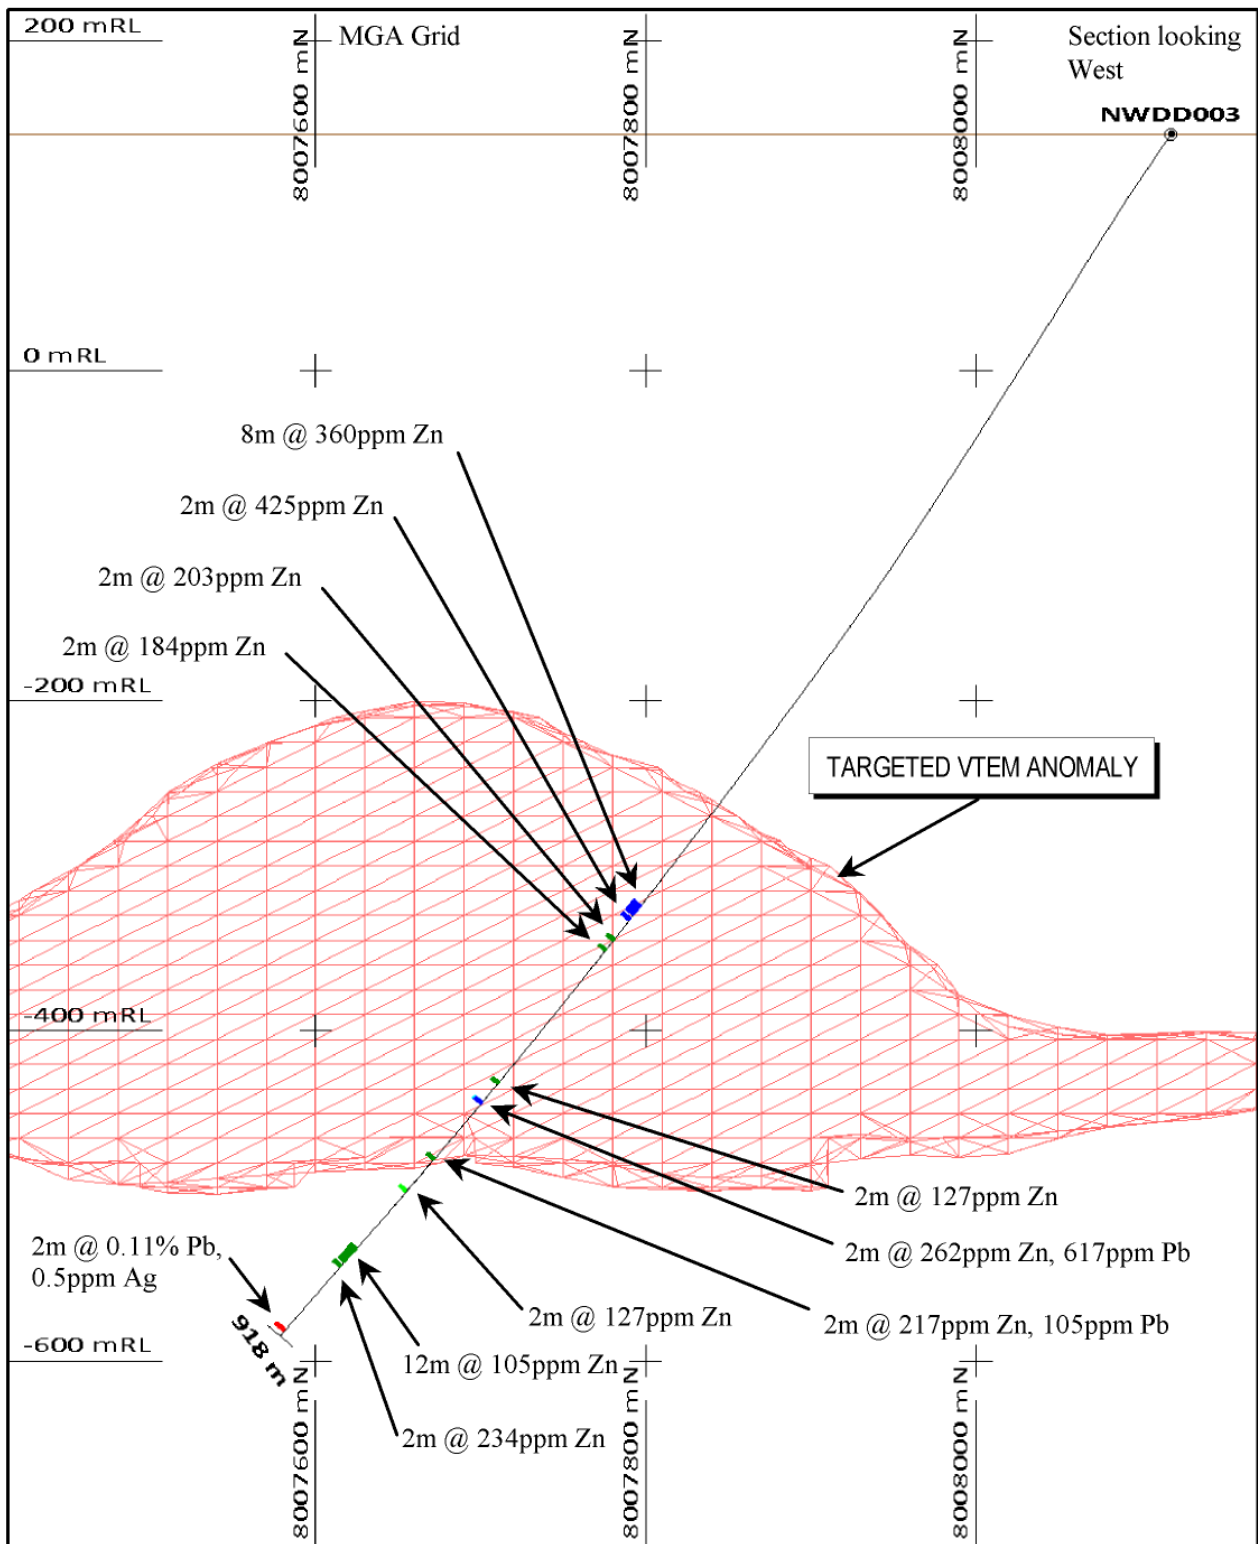 200 mRL
MGA Grid
Section looking
West
8007600 mN
8007800 mN
8008000 mN
NWDD003
0 mRL
8m @ 360ppm Zn
2m @ 425ppm Zn
2m @ 203ppm Zn
2m @ 184ppm Zn
-200 mRL
TARGETED VTEM ANOMALY
-400 mRL
2m @ 127ppm Zn
2m @ 262ppm Zn, 617ppm Pb
2m @ 0.11% Pb,
0.5ppm Ag
2m @ 127ppm Zn
2m @ 217ppm Zn, 105ppm Pb
918 m
-600 mRL
12m @ 105ppm Zn
2m @ 234ppm Zn
8007600 mN
8007800 mN
8008000 mN